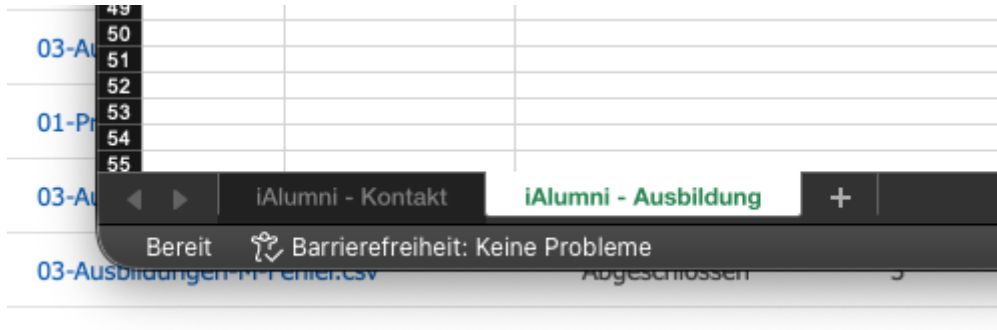 49
50
03-Au
51
52
53
01-Pr
54
55
03-Au iAlumni - Kontakt iAlumni - Ausbildung +
Bereit Barrierefreiheit: Keine Probleme
03-Ausbildungen-M-Fehler.csv Abgeschlossen 5